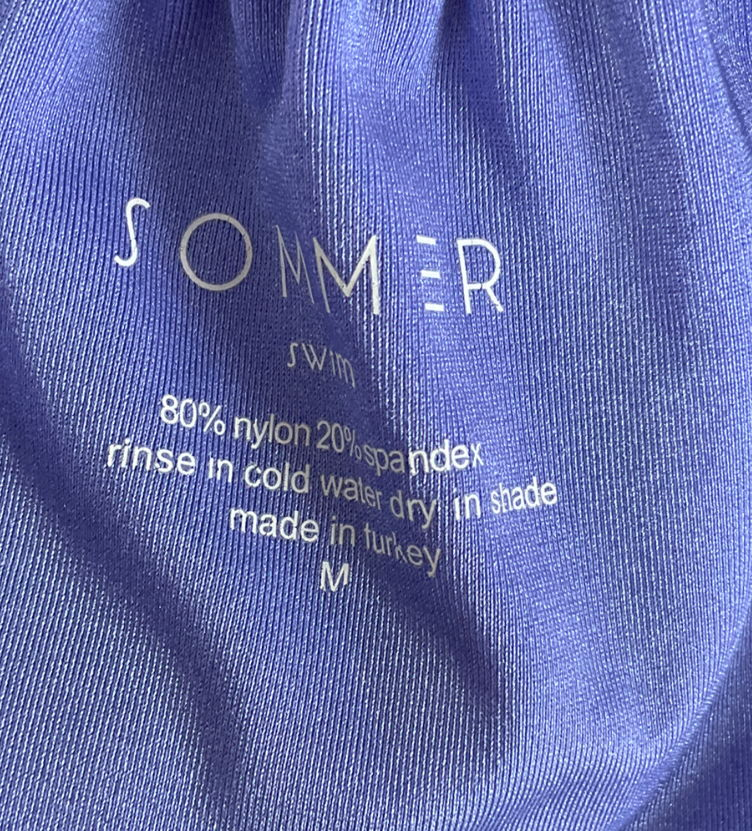 SOMMER
swim
80% nylon 20% spandex
rinse in cold water dry in shade
made in turkey
M